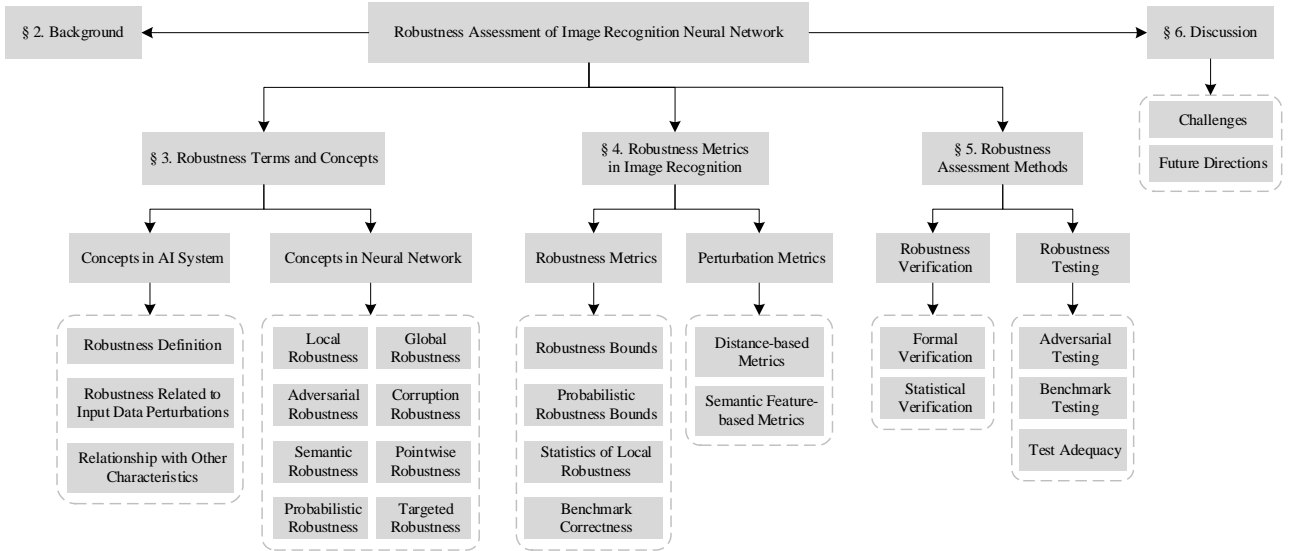 § 2. Background
Robustness Assessment of Image Recognition Neural Network
§ 6. Discussion
Challenges
Future Directions
§ 3. Robustness Terms and Concepts
§ 4. Robustness Metrics
in Image Recognition
§ 5. Robustness
Assessment Methods
Concepts in AI System
Concepts in Neural Network
Robustness Metrics
Perturbation Metrics
Robustness
Verification
Robustness
Testing
Robustness Definition
Robustness Related to
Input Data Perturbations
Relationship with Other
Characteristics
Local
Robustness
Global
Robustness
Adversarial
Robustness
Corruption
Robustness
Semantic
Robustness
Pointwise
Robustness
Probabilistic
Robustness
Targeted
Robustness
Robustness Bounds
Probabilistic
Robustness Bounds
Statistics of Local
Robustness
Benchmark
Correctness
Distance-based
Metrics
Semantic Feature-
based Metrics
Formal
Verification
Statistical
Verification
Adversarial
Testing
Benchmark
Testing
Test Adequacy